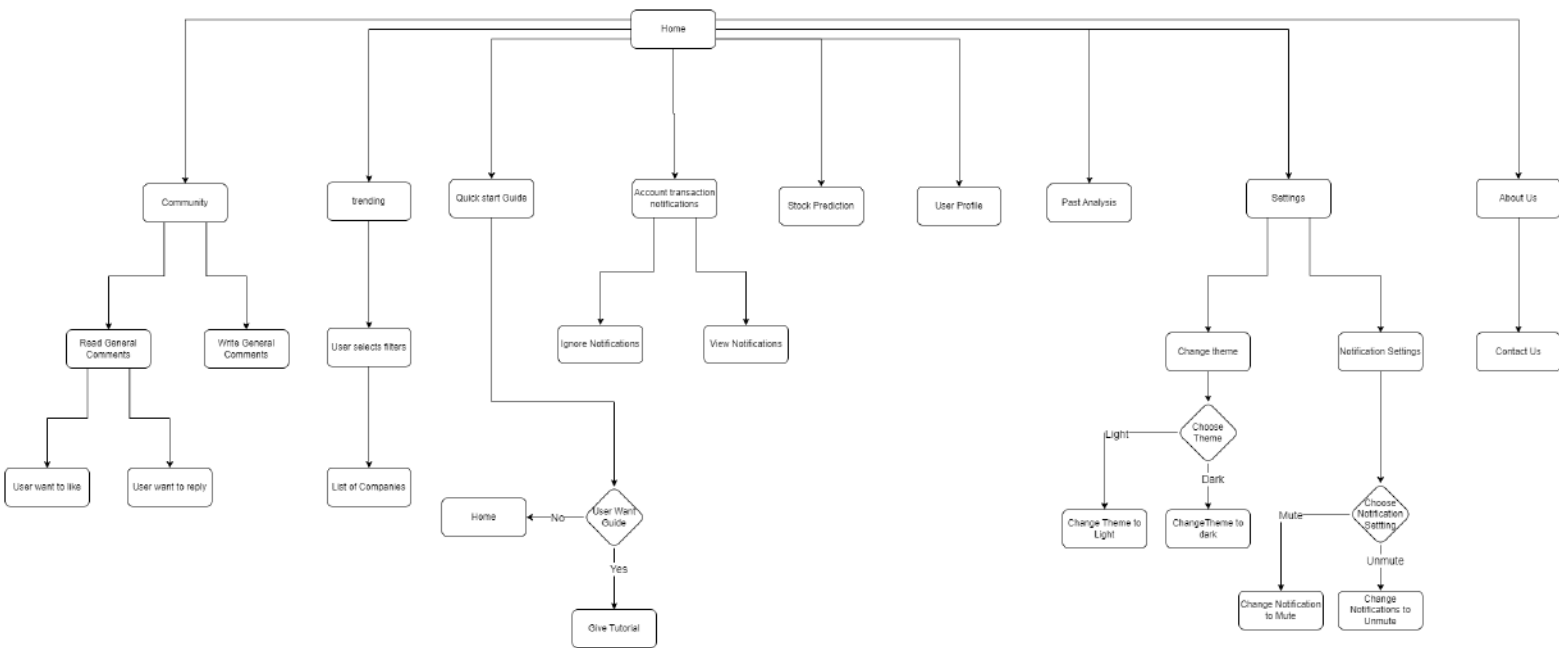 Home
Community
trending
Quick start Guide
Account transaction
notifications
Stock Prediction
User Profile
Past Analysis
Settings
About Us
Read General
Comments
Write General
Comments
User selects filters
Ignore Notifications
View Notifications
Change theme
Notification Settings
Contact Us
Light
Choose
Theme
Dark
User want to like
User want to reply
List of Companies
Home
No
User Want
Guide
Yes
Give Tutorial
Change Theme to
Light
ChangeTheme to
dark
Mute
Choose
Notification
Settting
Unmute
Change Notification
to Mute
Change
Notifications to
Unmute